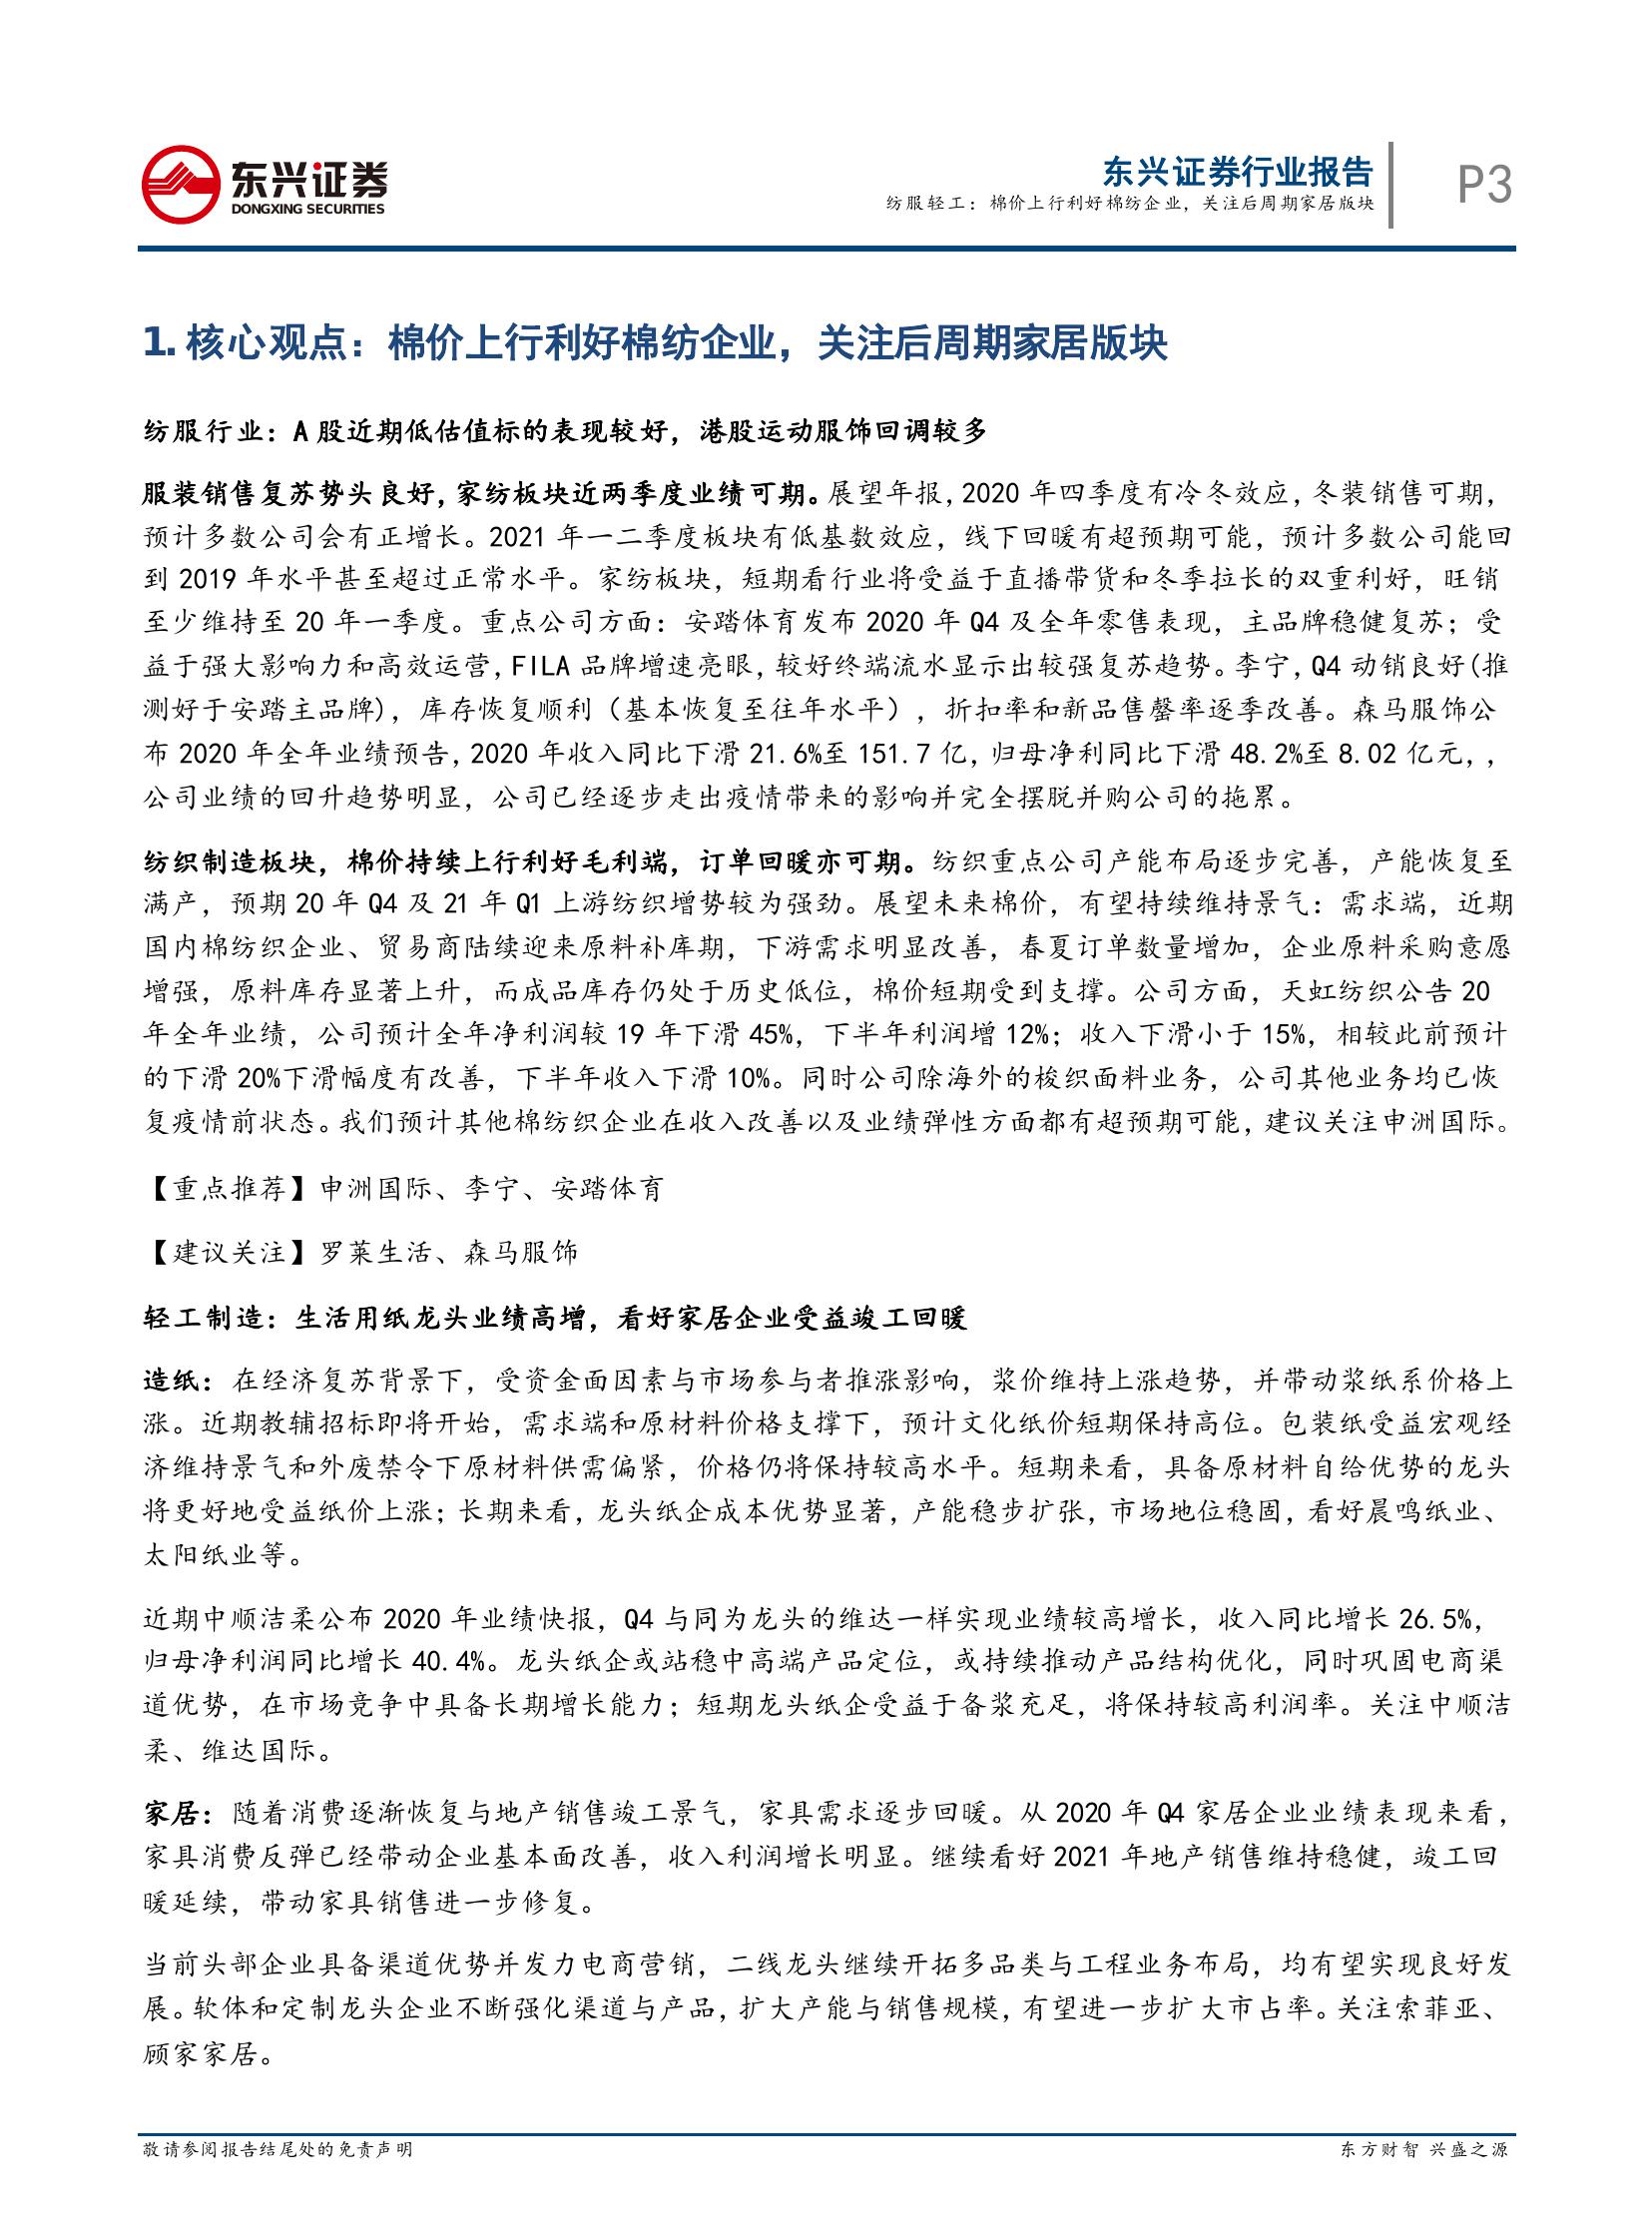 东兴证券
DONGXING SECURITIES
东兴证券行业报告
纺服轻工：棉价上行利好棉纺企业，关注后周期家居版块
P3
1. 核心观点：棉价上行利好棉纺企业，关注后周期家居版块
纺服行业：A 股近期低估值标的表现较好，港股运动服饰回调较多
服装销售复苏势头良好，家纺板块近两季度业绩可期。展望年报，2020 年四季度有冷冬效应，冬装销售可期，
预计多数公司会有正增长。2021 年一二季度板块有低基数效应，线下回暖有超预期可能，预计多数公司能回
到 2019 年水平甚至超过正常水平。家纺板块，短期看行业将受益于直播带货和冬季拉长的双重利好，旺销
至少维持至 20 年一季度。重点公司方面：安踏体育发布 2020 年 Q4 及全年零售表现，主品牌稳健复苏；受
益于强大影响力和高效运营，FILA 品牌增速亮眼，较好终端流水显示出较强复苏趋势。李宁，Q4 动销良好(推
测好于安踏主品牌)，库存恢复顺利（基本恢复至往年水平），折扣率和新品售罄率逐季改善。森马服饰公
布 2020 年全年业绩预告，2020 年收入同比下滑 21.6%至 151.7 亿，归母净利同比下滑 48.2%至 8.02 亿元，，
公司业绩的回升趋势明显，公司已经逐步走出疫情带来的影响并完全摆脱并购公司的拖累。
纺织制造板块，棉价持续上行利好毛利端，订单回暖亦可期。纺织重点公司产能布局逐步完善，产能恢复至
满产，预期 20 年 Q4 及 21 年 Q1 上游纺织增势较为强劲。展望未来棉价，有望持续维持景气：需求端，近期
国内棉纺织企业、贸易商陆续迎来原料补库期，下游需求明显改善，春夏订单数量增加，企业原料采购意愿
增强，原料库存显著上升，而成品库存仍处于历史低位，棉价短期受到支撑。公司方面，天虹纺织公告 20
年全年业绩，公司预计全年净利润较 19 年下滑 45%，下半年利润增 12%；收入下滑小于 15%，相较此前预计
的下滑 20%下滑幅度有改善，下半年收入下滑 10%。同时公司除海外的梭织面料业务，公司其他业务均已恢
复疫情前状态。我们预计其他棉纺织企业在收入改善以及业绩弹性方面都有超预期可能，建议关注申洲国际。
【重点推荐】申洲国际、李宁、安踏体育
【建议关注】罗莱生活、森马服饰
轻工制造：生活用纸龙头业绩高增，看好家居企业受益竣工回暖
造纸：在经济复苏背景下，受资金面因素与市场参与者推涨影响，浆价维持上涨趋势，并带动浆纸系价格上
涨。近期教辅招标即将开始，需求端和原材料价格支撑下，预计文化纸价短期保持高位。包装纸受益宏观经
济维持景气和外废禁令下原材料供需偏紧，价格仍将保持较高水平。短期来看，具备原材料自给优势的龙头
将更好地受益纸价上涨；长期来看，龙头纸企成本优势显著，产能稳步扩张，市场地位稳固，看好晨鸣纸业、
太阳纸业等。
近期中顺洁柔公布 2020 年业绩快报，Q4 与同为龙头的维达一样实现业绩较高增长，收入同比增长 26.5%，
归母净利润同比增长 40.4%。龙头纸企或站稳中高端产品定位，或持续推动产品结构优化，同时巩固电商渠
道优势，在市场竞争中具备长期增长能力；短期龙头纸企受益于备浆充足，将保持较高利润率。关注中顺洁
柔、维达国际。
家居：随着消费逐渐恢复与地产销售竣工景气，家具需求逐步回暖。从 2020 年 Q4 家居企业业绩表现来看，
家具消费反弹已经带动企业基本面改善，收入利润增长明显。继续看好 2021 年地产销售维持稳健，竣工回
暖延续，带动家具销售进一步修复。
当前头部企业具备渠道优势并发力电商营销，二线龙头继续开拓多品类与工程业务布局，均有望实现良好发
展。软体和定制龙头企业不断强化渠道与产品，扩大产能与销售规模，有望进一步扩大市占率。关注索菲亚、
顾家家居。
敬请参阅报告结尾处的免责声明
东方财智 兴盛之源